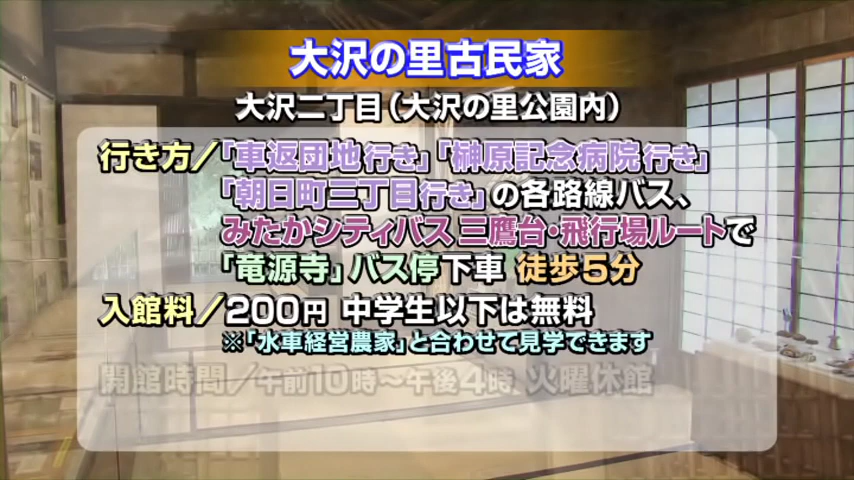 大沢の里古民家
大沢二丁目（大沢の里公園内）
行き方／「車返団地行き」「榊原記念病院行き」
「朝日町三丁目行き」の各路線バス、
みたかシティバス 三鷹台・飛行場ルートで
「竜源寺」バス停下車 徒歩5分
入館料／200円 中学生以下は無料
※「水車経営農家」と合わせて見学できます
開館時間／午前10時〜午後4時 火曜休館